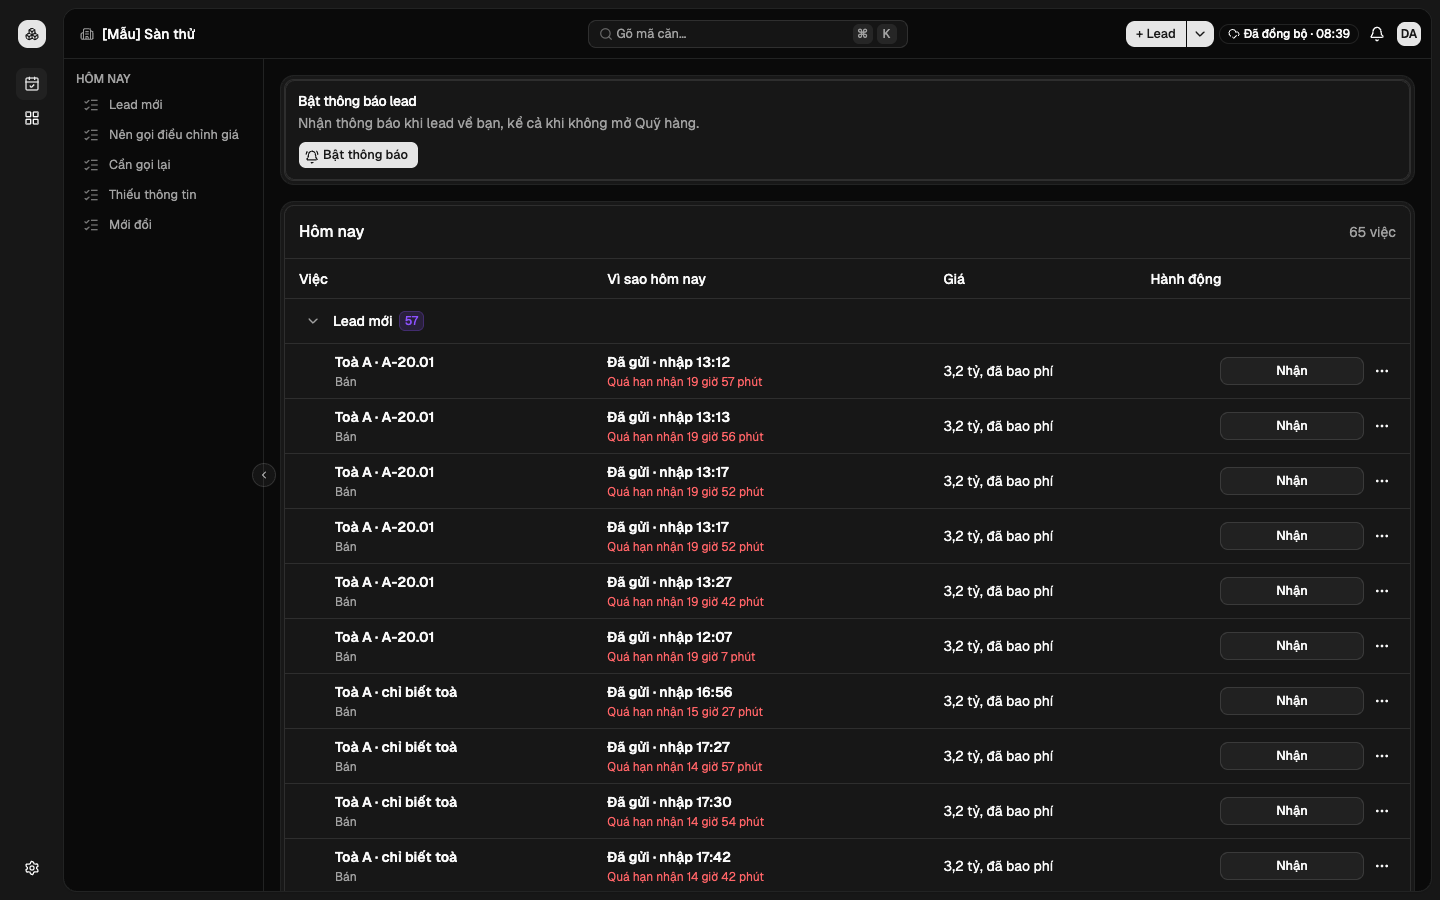 [Mẫu] Sàn thử
Gõ mã căn...
⌘ K
+ Lead
Đã đồng bộ · 08:39
DA
HÔM NAY
Lead mới
Nên gọi điều chỉnh giá
Cần gọi lại
Thiếu thông tin
Mới đổi
Bật thông báo lead
Nhận thông báo khi lead về bạn, kể cả khi không mở Quỹ hàng.
Bật thông báo
Hôm nay
65 việc
Việc Vì sao hôm nay Giá Hành động
Lead mới 57
Toà A · A-20.01 Đã gửi · nhập 13:12 3,2 tỷ, đã bao phí Nhận
Bán Quá hạn nhận 19 giờ 57 phút
Toà A · A-20.01 Đã gửi · nhập 13:13 3,2 tỷ, đã bao phí Nhận
Bán Quá hạn nhận 19 giờ 56 phút
Toà A · A-20.01 Đã gửi · nhập 13:17 3,2 tỷ, đã bao phí Nhận
Bán Quá hạn nhận 19 giờ 52 phút
Toà A · A-20.01 Đã gửi · nhập 13:17 3,2 tỷ, đã bao phí Nhận
Bán Quá hạn nhận 19 giờ 52 phút
Toà A · A-20.01 Đã gửi · nhập 13:27 3,2 tỷ, đã bao phí Nhận
Bán Quá hạn nhận 19 giờ 42 phút
Toà A · A-20.01 Đã gửi · nhập 12:07 3,2 tỷ, đã bao phí Nhận
Bán Quá hạn nhận 19 giờ 7 phút
Toà A · chỉ biết toà Đã gửi · nhập 16:56 3,2 tỷ, đã bao phí Nhận
Bán Quá hạn nhận 15 giờ 27 phút
Toà A · chỉ biết toà Đã gửi · nhập 17:27 3,2 tỷ, đã bao phí Nhận
Bán Quá hạn nhận 14 giờ 57 phút
Toà A · chỉ biết toà Đã gửi · nhập 17:30 3,2 tỷ, đã bao phí Nhận
Bán Quá hạn nhận 14 giờ 54 phút
Toà A · chỉ biết toà Đã gửi · nhập 17:42 3,2 tỷ, đã bao phí Nhận
Bán Quá hạn nhận 14 giờ 42 phút